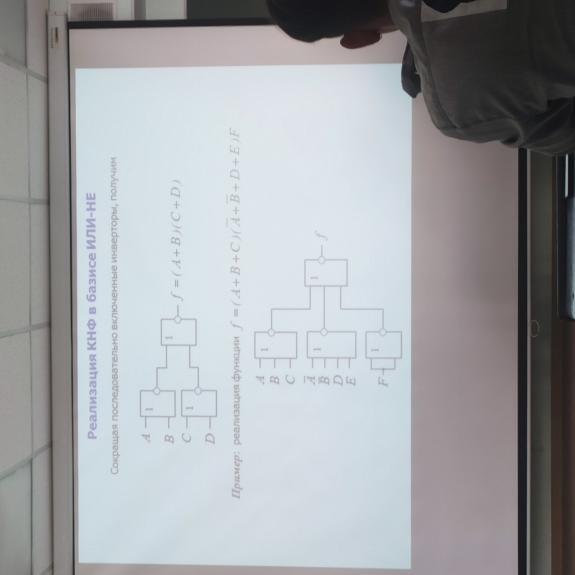 Реализация КНФ в базисе ИЛИ-НЕ
Сокращая последовательно включенные инверторы, получим
A
B
C
D
1
1
1
f=(A+B)(C+D)
Пример: реализация функции f=(A+B+C)(A̅+B̅+D+E)F
A
B
C
A̅
B̅
D
E
F
1
1
1
1
f